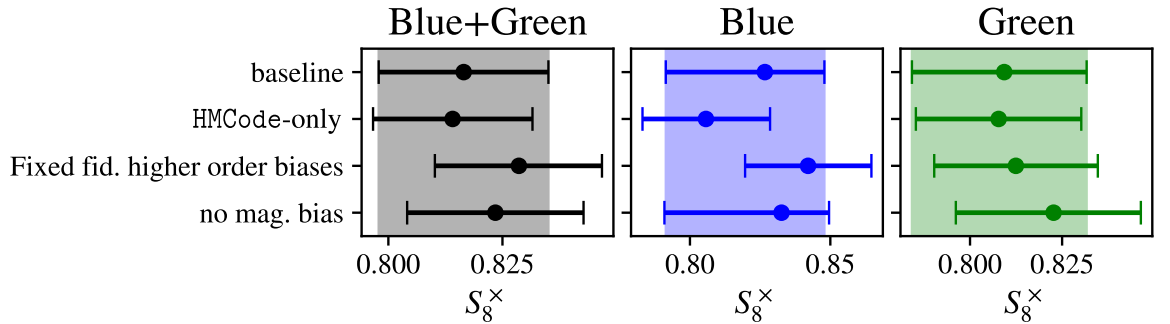 Blue+Green Blue Green
baseline
HMCode-only
Fixed fid. higher order biases
no mag. bias
0.800 0.825 0.80 0.85 0.800 0.825
S₈× S₈× S₈×